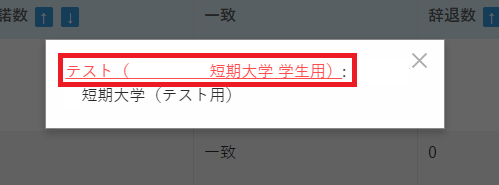 諾数 ↑ ↓ 一致 辞退数 ↑
テスト（　　　　　短期大学 学生用）:
短期大学（テスト用）
一致 0